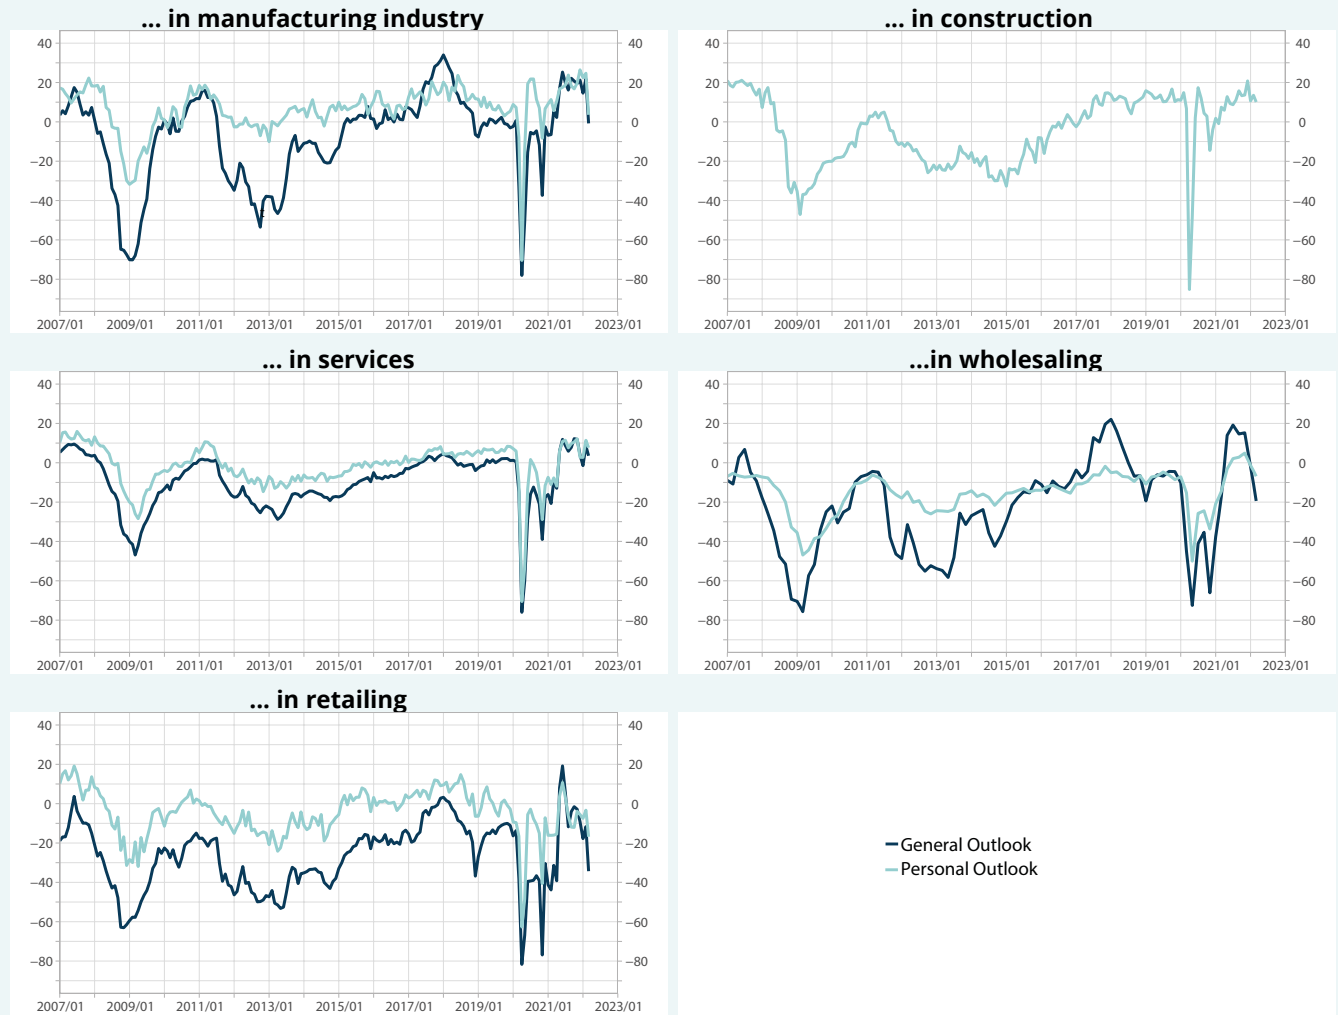 ... in manufacturing industry
40 40
20 20
0 0
−20 −20
−40 −40
−60 −60
−80 −80
2007/01 2009/01 2011/01 2013/01 2015/01 2017/01 2019/01 2021/01 2023/01
... in construction
40 40
20 20
0 0
−20 −20
−40 −40
−60 −60
−80 −80
2007/01 2009/01 2011/01 2013/01 2015/01 2017/01 2019/01 2021/01 2023/01
... in services
40 40
20 20
0 0
−20 −20
−40 −40
−60 −60
−80 −80
2007/01 2009/01 2011/01 2013/01 2015/01 2017/01 2019/01 2021/01 2023/01
...in wholesaling
40 40
20 20
0 0
−20 −20
−40 −40
−60 −60
−80 −80
2007/01 2009/01 2011/01 2013/01 2015/01 2017/01 2019/01 2021/01 2023/01
... in retailing
40 40
20 20
0 0
−20 −20
−40 −40
−60 −60
−80 −80
2007/01 2009/01 2011/01 2013/01 2015/01 2017/01 2019/01 2021/01 2023/01
General Outlook
Personal Outlook